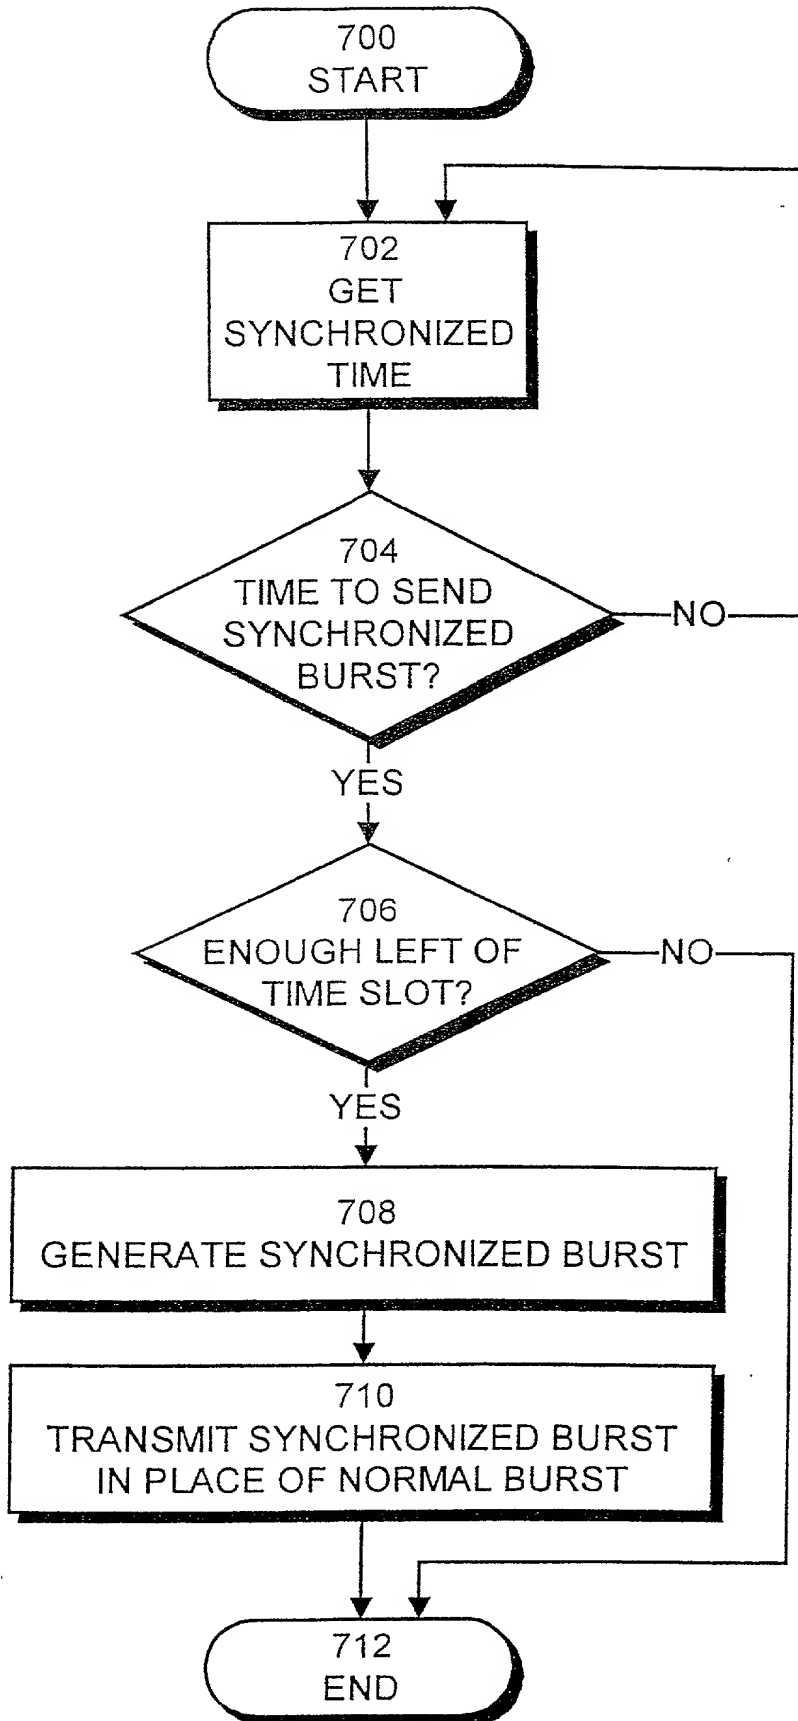 700
START
702
GET
SYNCHRONIZED
TIME
704
TIME TO SEND
SYNCHRONIZED
BURST?
NO
YES
706
ENOUGH LEFT OF
TIME SLOT?
NO
YES
708
GENERATE SYNCHRONIZED BURST
710
TRANSMIT SYNCHRONIZED BURST
IN PLACE OF NORMAL BURST
712
END